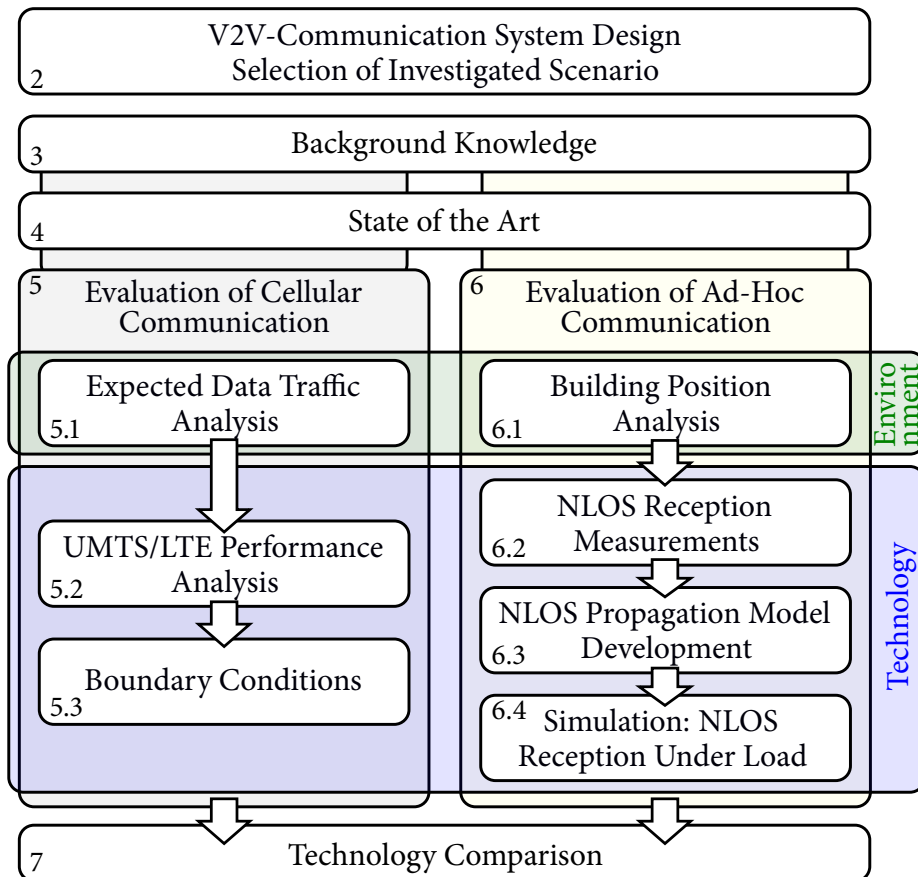 V2V-Communication System Design
Selection of Investigated Scenario
2
Background Knowledge
3
State of the Art
4
5
Evaluation of Cellular
Communication
6
Evaluation of Ad-Hoc
Communication
Expected Data Traffic
Analysis
5.1
Building Position
Analysis
6.1
Enviro
nment
UMTS/LTE Performance
Analysis
5.2
Boundary Conditions
5.3
NLOS Reception
Measurements
6.2
NLOS Propagation Model
Development
6.3
6.4
Simulation: NLOS
Reception Under Load
Technology
7
Technology Comparison